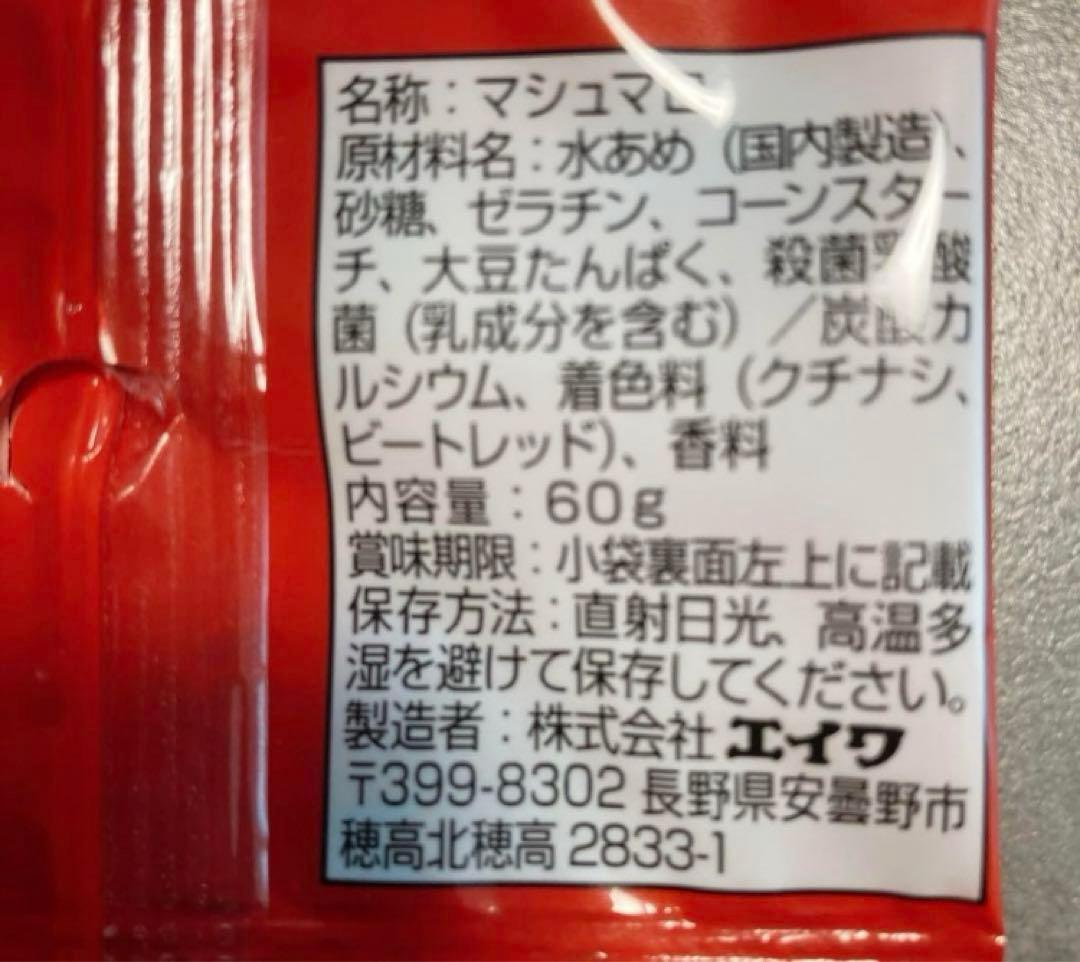 名称：マシュマロ
原材料名：水あめ（国内製造）、
砂糖、ゼラチン、コーンスター
チ、大豆たんぱく、殺菌乳酸
菌（乳成分を含む）／炭酸カ
ルシウム、着色料（クチナシ、
ビートレッド）、香料
内容量：60g
賞味期限：小袋裏面左上に記載
保存方法：直射日光、高温多
湿を避けて保存してください。
製造者：株式会社エイワ
〒399-8302 長野県安曇野市
穂高北穂高 2833-1